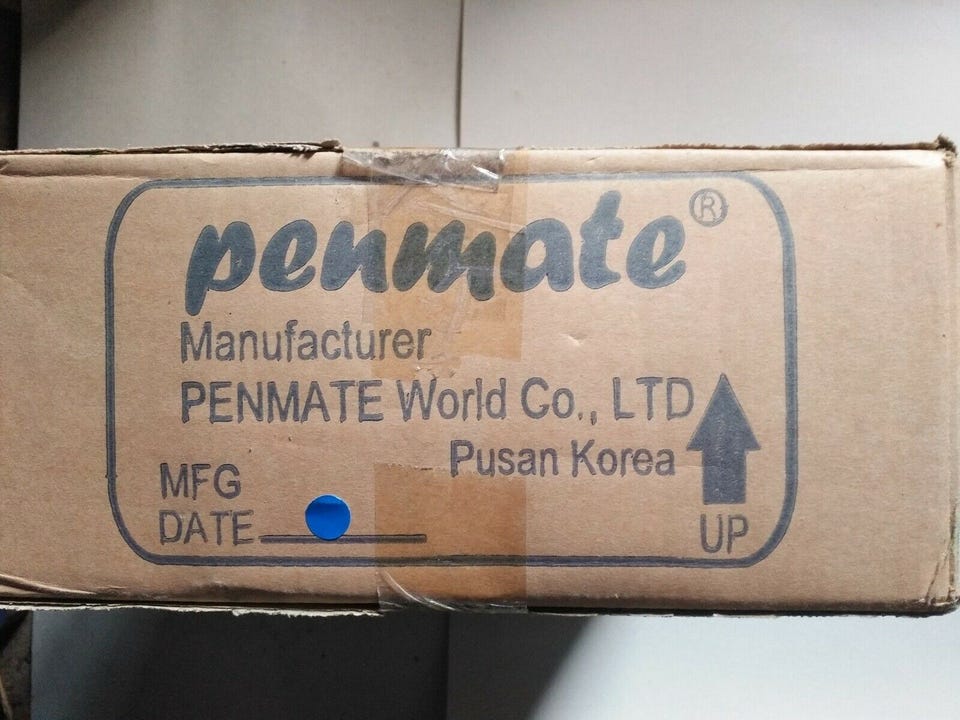 penmate®
Manufacturer
PENMATE World Co., LTD
Pusan Korea
MFG
DATE
UP